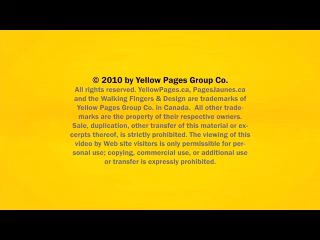 © 2010 by Yellow Pages Group Co.
All rights reserved. YellowPages.ca, PagesJaunes.ca
and the Walking Fingers & Design are trademarks of
Yellow Pages Group Co. in Canada.  All other trade-
marks are the property of their respective owners.
Sale, duplication, other transfer of this material or ex-
cerpts thereof, is strictly prohibited. The viewing of this
video by Web site visitors is only permissible for per-
sonal use; copying, commercial use, or additional use
or transfer is expressly prohibited.